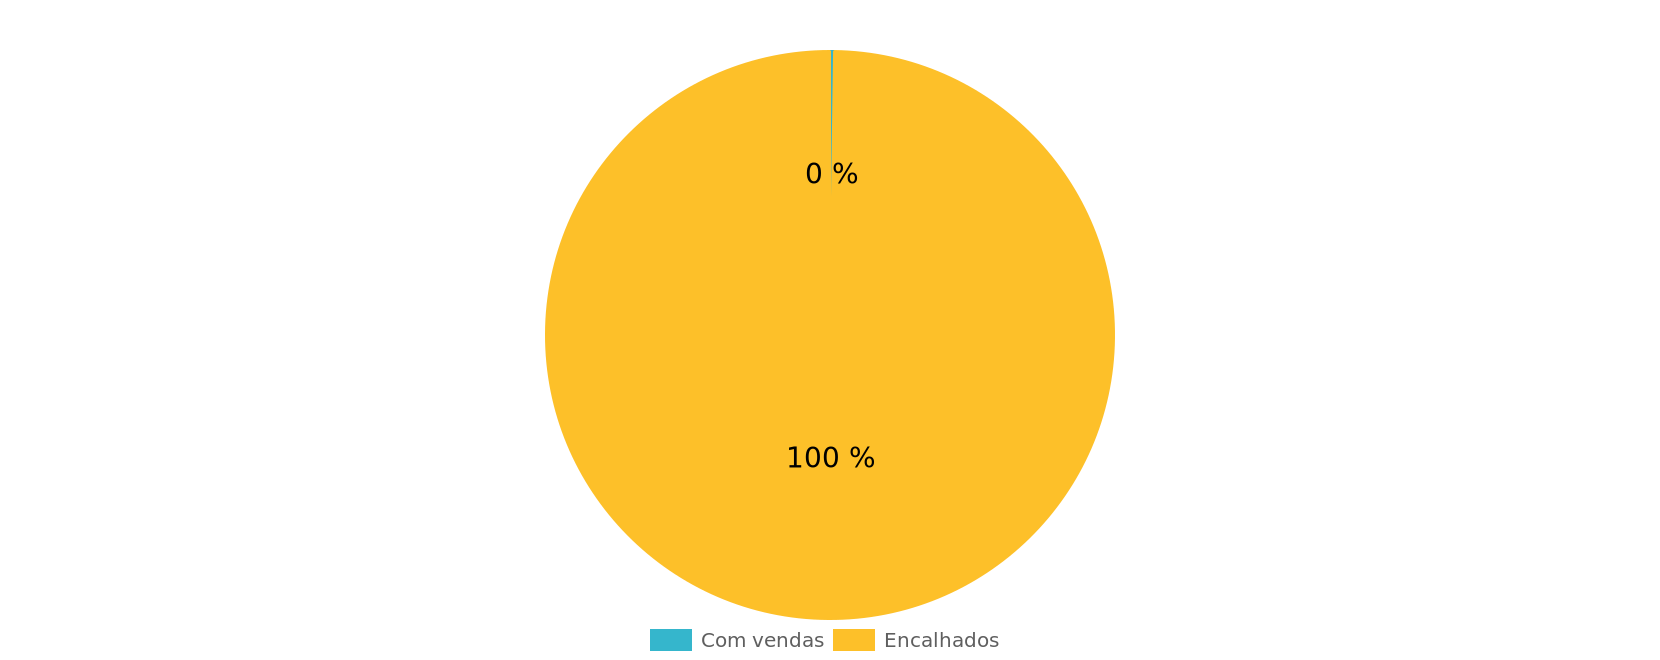 0 %
100 %
Com vendas
Encalhados